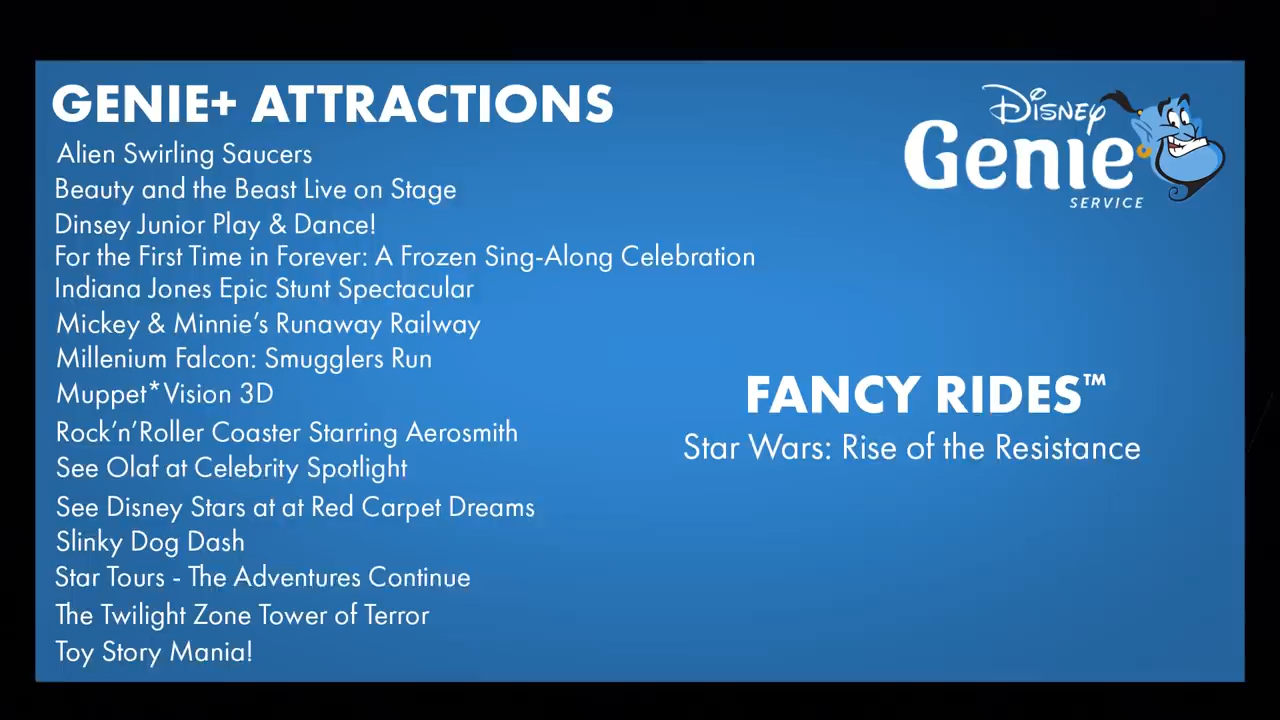 GENIE+ ATTRACTIONS
Alien Swirling Saucers
Beauty and the Beast Live on Stage
Dinsey Junior Play & Dance!
For the First Time in Forever: A Frozen Sing-Along Celebration
Indiana Jones Epic Stunt Spectacular
Mickey & Minnie's Runaway Railway
Millenium Falcon: Smugglers Run
Muppet*Vision 3D
Rock'n'Roller Coaster Starring Aerosmith
See Olaf at Celebrity Spotlight
See Disney Stars at at Red Carpet Dreams
Slinky Dog Dash
Star Tours - The Adventures Continue
The Twilight Zone Tower of Terror
Toy Story Mania!
DISNEY
Genie
SERVICE
FANCY RIDES™
Star Wars: Rise of the Resistance